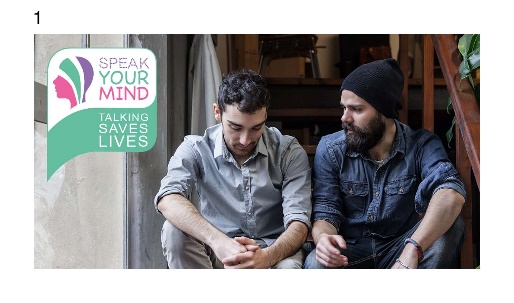 1
SPEAK
YOUR
MIND
TALKING
SAVES
LIVES